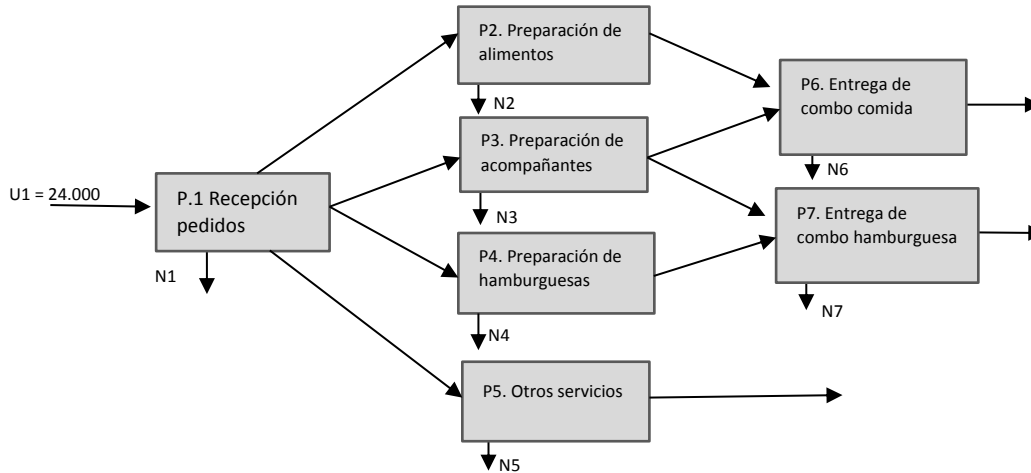 P2. Preparación de
alimentos
N2
P6. Entrega de
combo comida
N6
P3. Preparación de
acompañantes
N3
U1 = 24.000
P.1 Recepción
pedidos
N1
P7. Entrega de
combo hamburguesa
N7
P4. Preparación de
hamburguesas
N4
P5. Otros servicios
N5